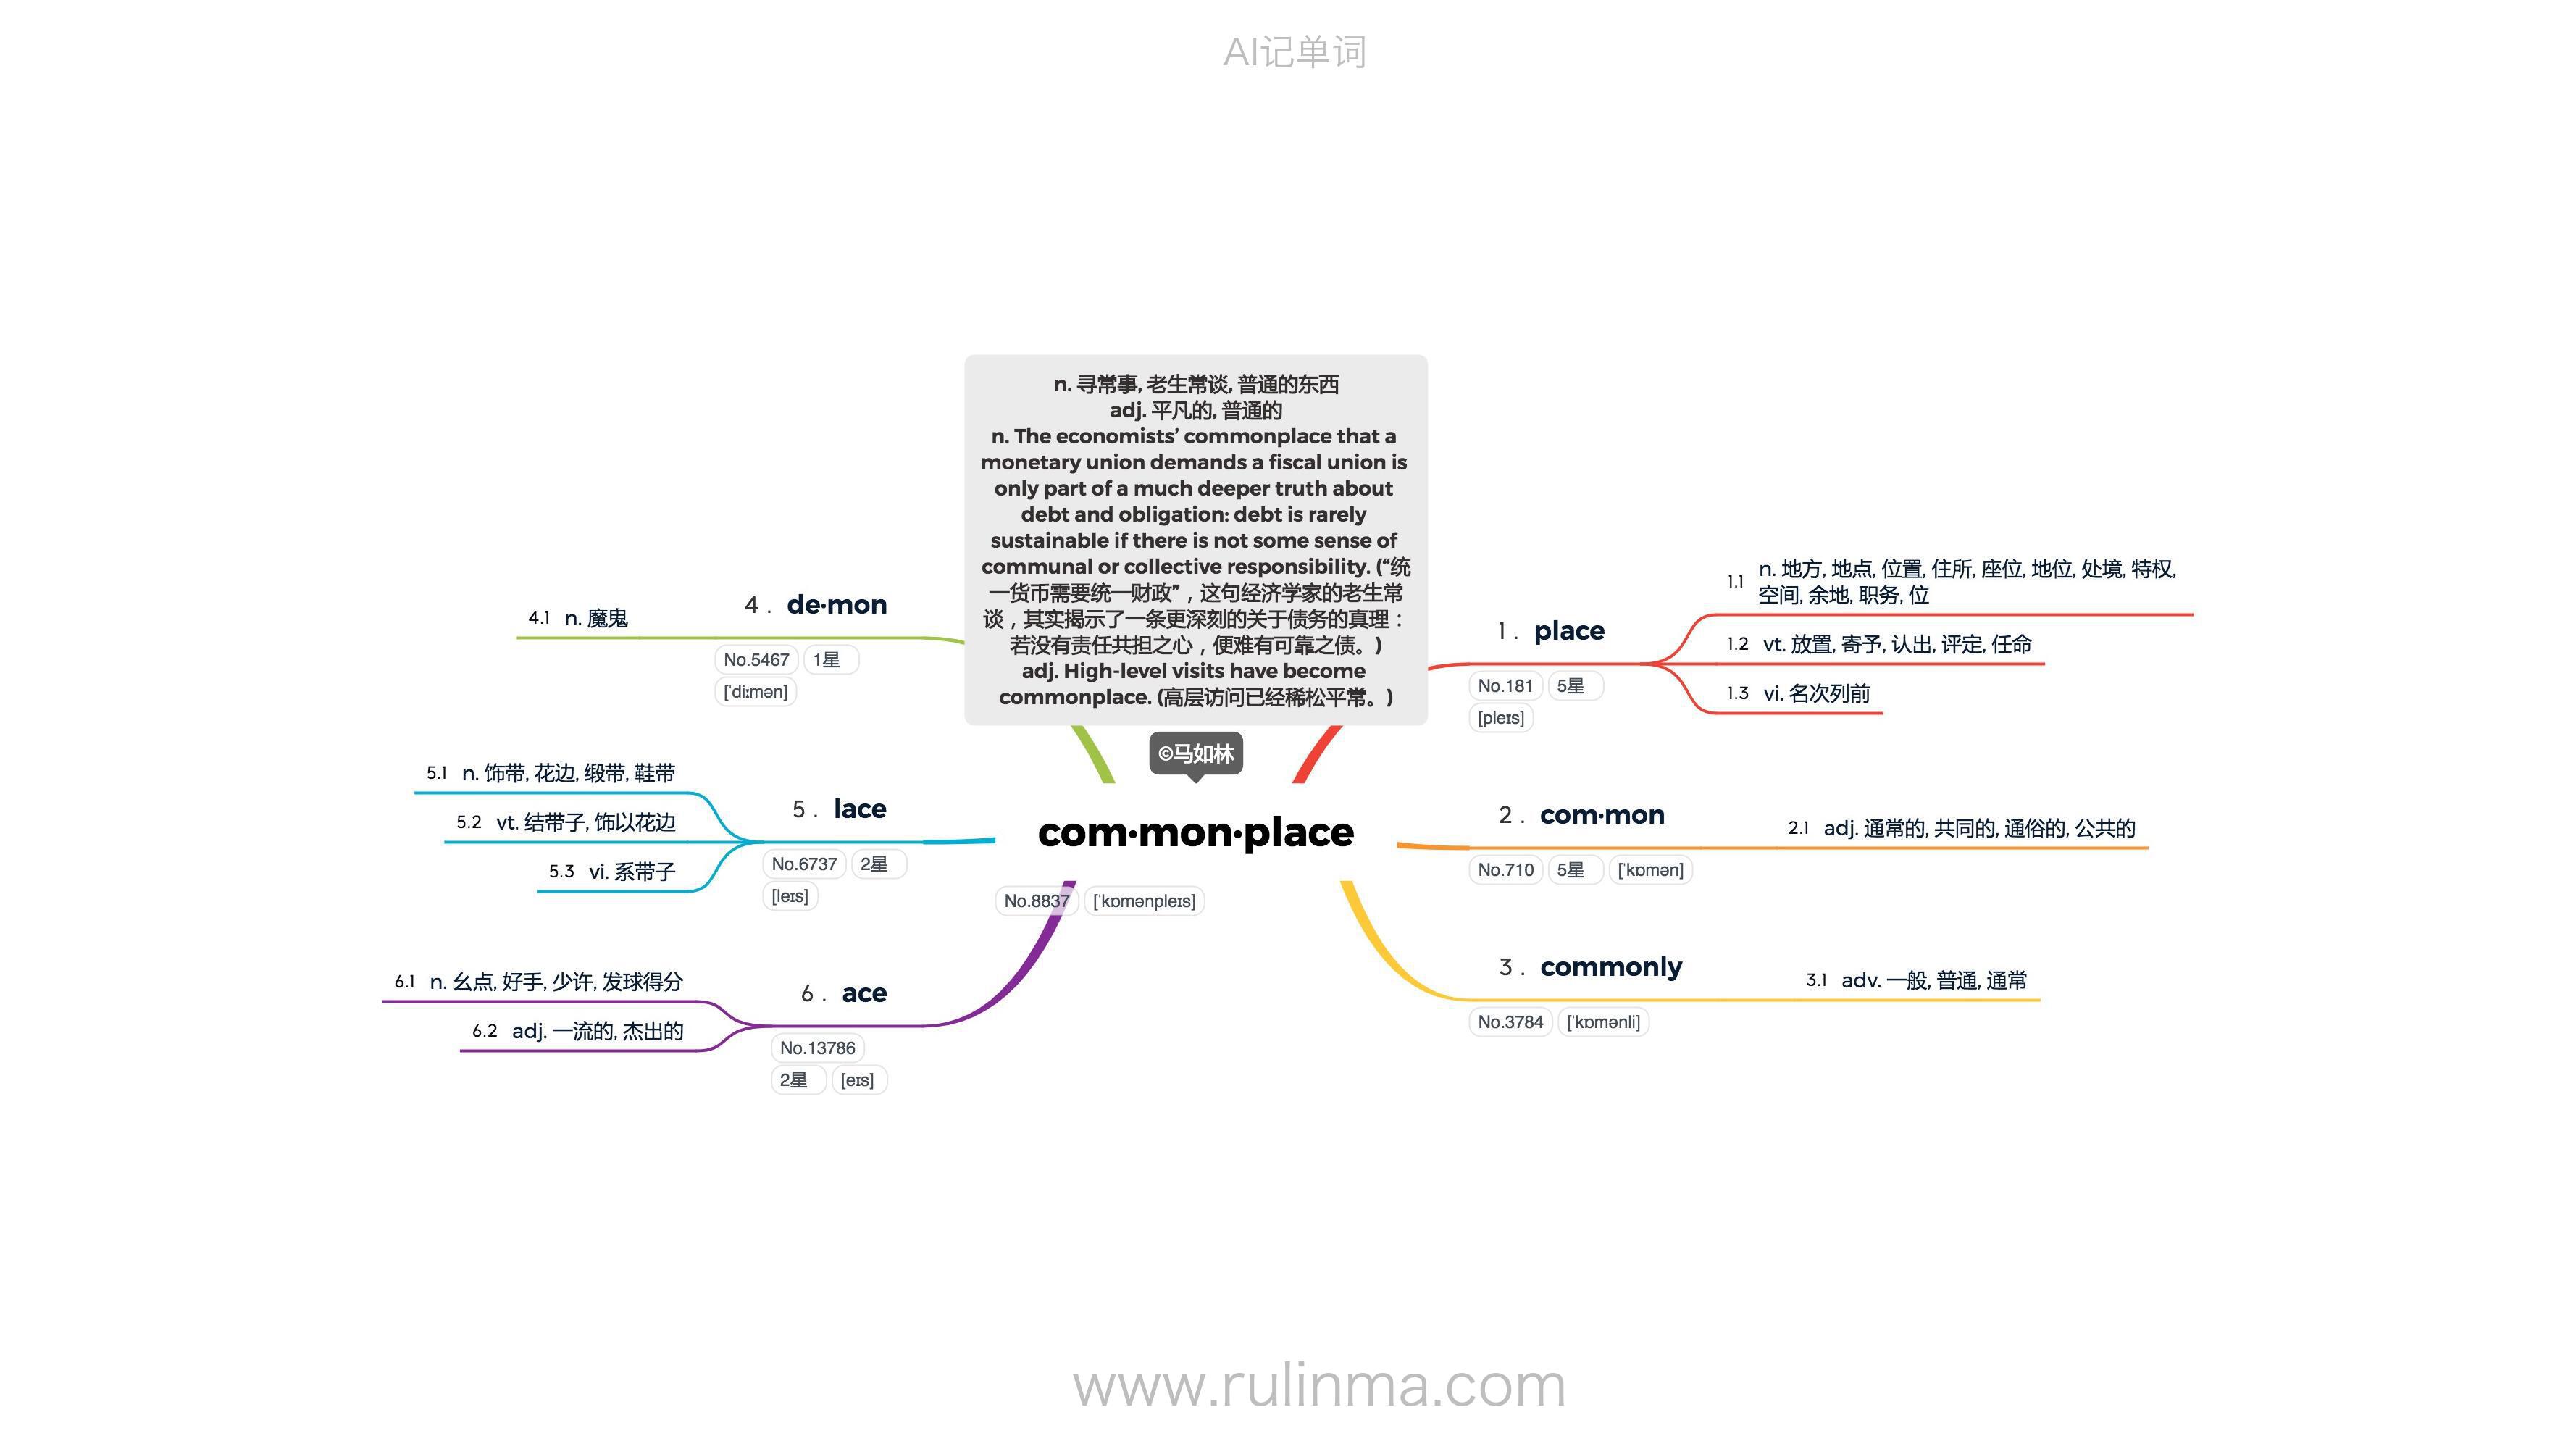 AI记单词
n. 寻常事, 老生常谈, 普通的东西
adj. 平凡的, 普通的
n. The economists’ commonplace that a
monetary union demands a fiscal union is
only part of a much deeper truth about
debt and obligation: debt is rarely
sustainable if there is not some sense of
communal or collective responsibility. (“统
一货币需要统一财政”，这句经济学家的老生常
谈，其实揭示了一条更深刻的关于债务的真理：
若没有责任共担之心，便难有可靠之债。)
adj. High-level visits have become
commonplace. (高层访问已经稀松平常。)
©马如林
com·mon·place
No.8837 [ˈkɒmənpleɪs]
1. place
No.181 5星
[pleɪs]
1.1 n. 地方, 地点, 位置, 住所, 座位, 地位, 处境, 特权,
空间, 余地, 职务, 位
1.2 vt. 放置, 寄予, 认出, 评定, 任命
1.3 vi. 名次列前
2. com·mon
No.710 5星 [ˈkɒmən]
2.1 adj. 通常的, 共同的, 通俗的, 公共的
3. commonly
No.3784 [ˈkɒmənli]
3.1 adv. 一般, 普通, 通常
4. de·mon
No.5467 1星
[ˈdiːmən]
4.1 n. 魔鬼
5. lace
No.6737 2星
[leɪs]
5.1 n. 饰带, 花边, 缎带, 鞋带
5.2 vt. 结带子, 饰以花边
5.3 vi. 系带子
6. ace
No.13786
2星 [eɪs]
6.1 n. 幺点, 好手, 少许, 发球得分
6.2 adj. 一流的, 杰出的
www.rulinma.com